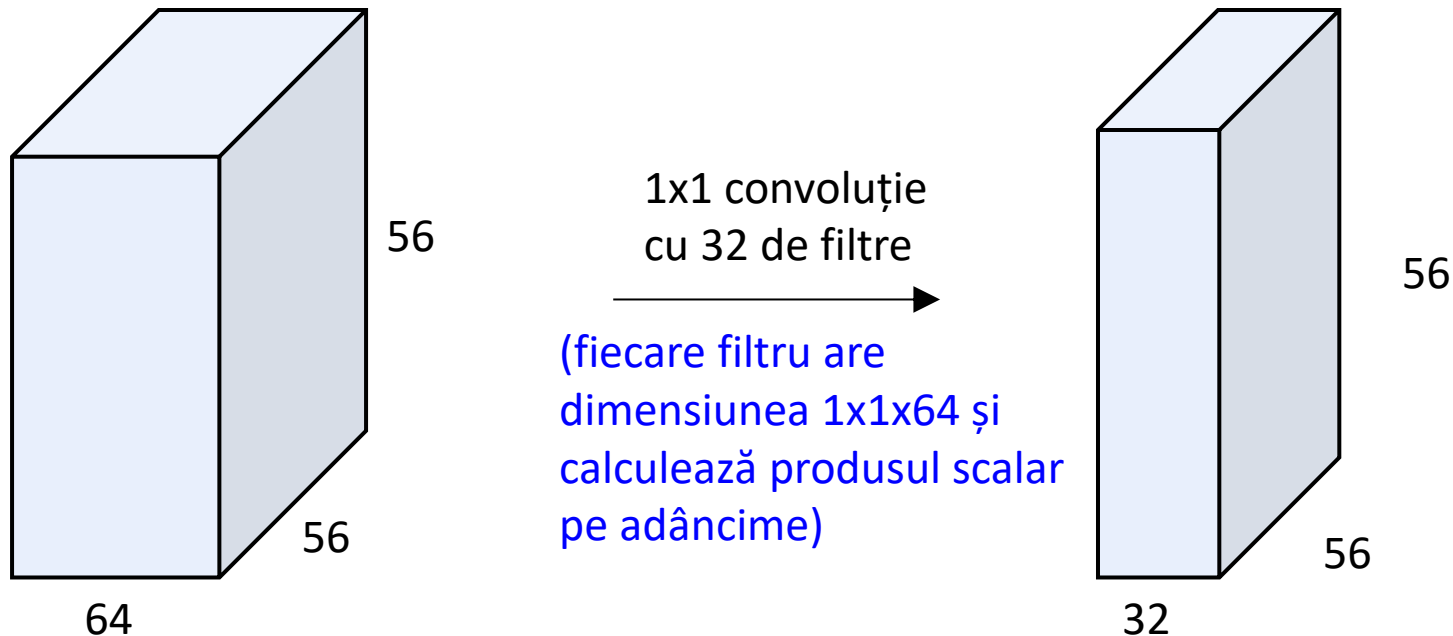 56
56
64
1x1 convoluție
cu 32 de filtre
(fiecare filtru are
dimensiunea 1x1x64 și
calculează produsul scalar
pe adâncime)
56
56
32